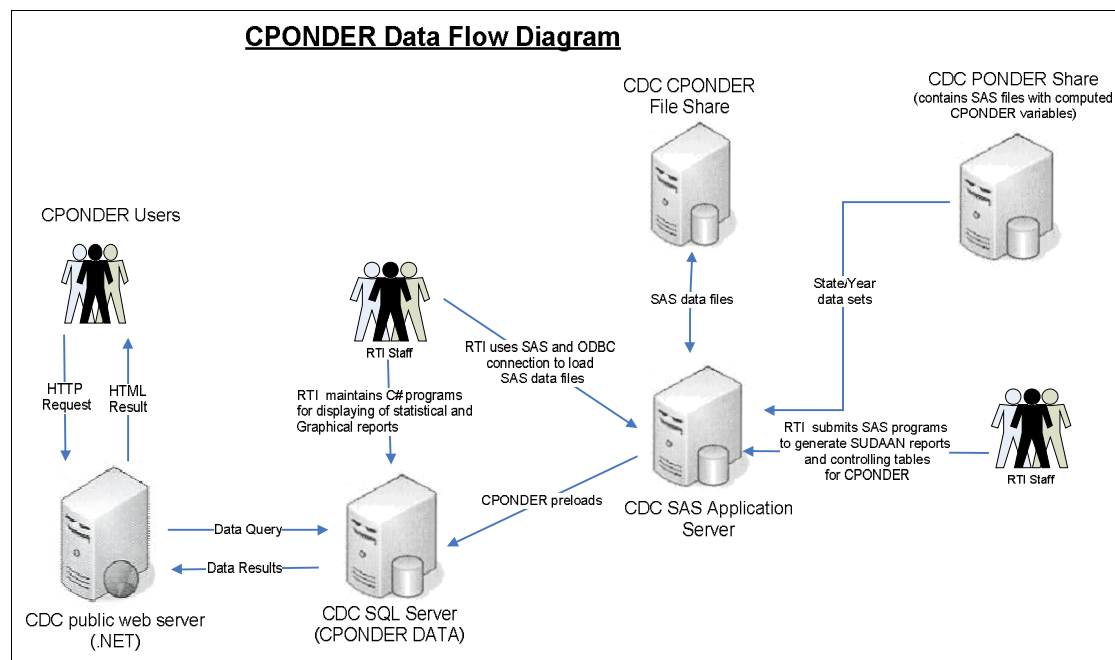 CPONDER Data Flow Diagram
CDC CPONDER
File Share
CDC PONDER Share
(contains SAS files with computed
CPONDER variables)
CPONDER Users
SAS data files
State/Year
data sets
RTI Staff
RTI uses SAS and ODBC
connection to load
SAS data files
HTTP
Request
HTML
Result
RTI maintains C# programs
for displaying of statistical and
Graphical reports
RTI submits SAS programs
to generate SUDAAN reports
and controlling tables
for CPONDER
RTI Staff
CPONDER preloads
CDC SAS Application
Server
Data Query
Data Results
CDC public web server
(.NET)
CDC SQL Server
(CPONDER DATA)